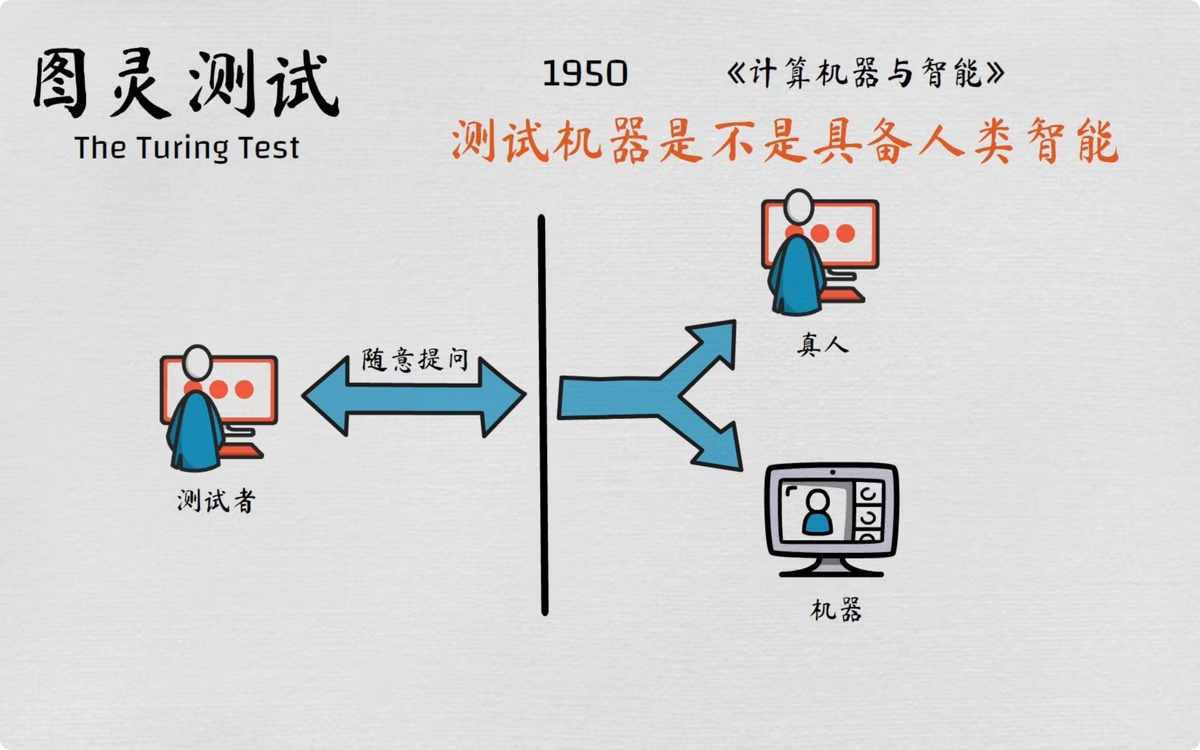 图灵测试
The Turing Test
1950
《计算机器与智能》
测试机器是不是具备人类智能
随意提问
测试者
真人
机器